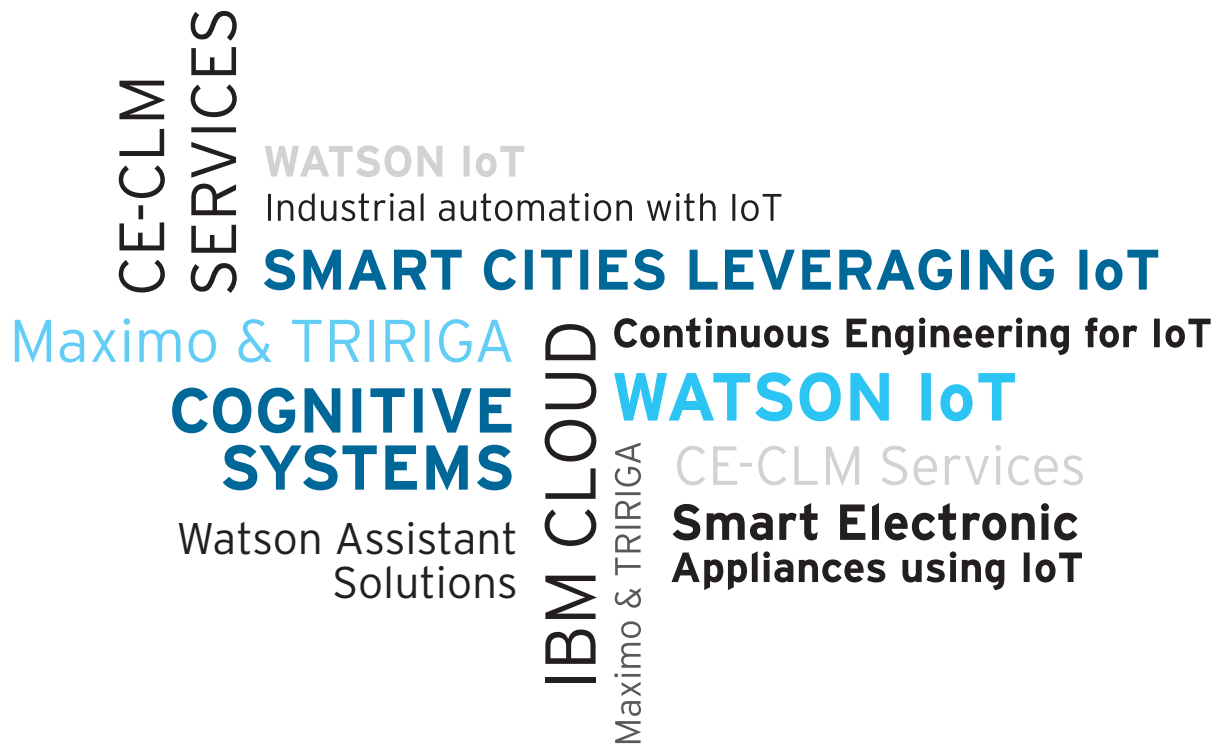 CE-CLM
SERVICES
WATSON IoT
Industrial automation with IoT
SMART CITIES LEVERAGING IoT
Maximo & TRIRIGA
COGNITIVE
SYSTEMS
Watson Assistant
Solutions
IBM CLOUD
Continuous Engineering for IoT
WATSON IoT
Maximo & TRIRIGA
CE-CLM Services
Smart Electronic
Appliances using IoT